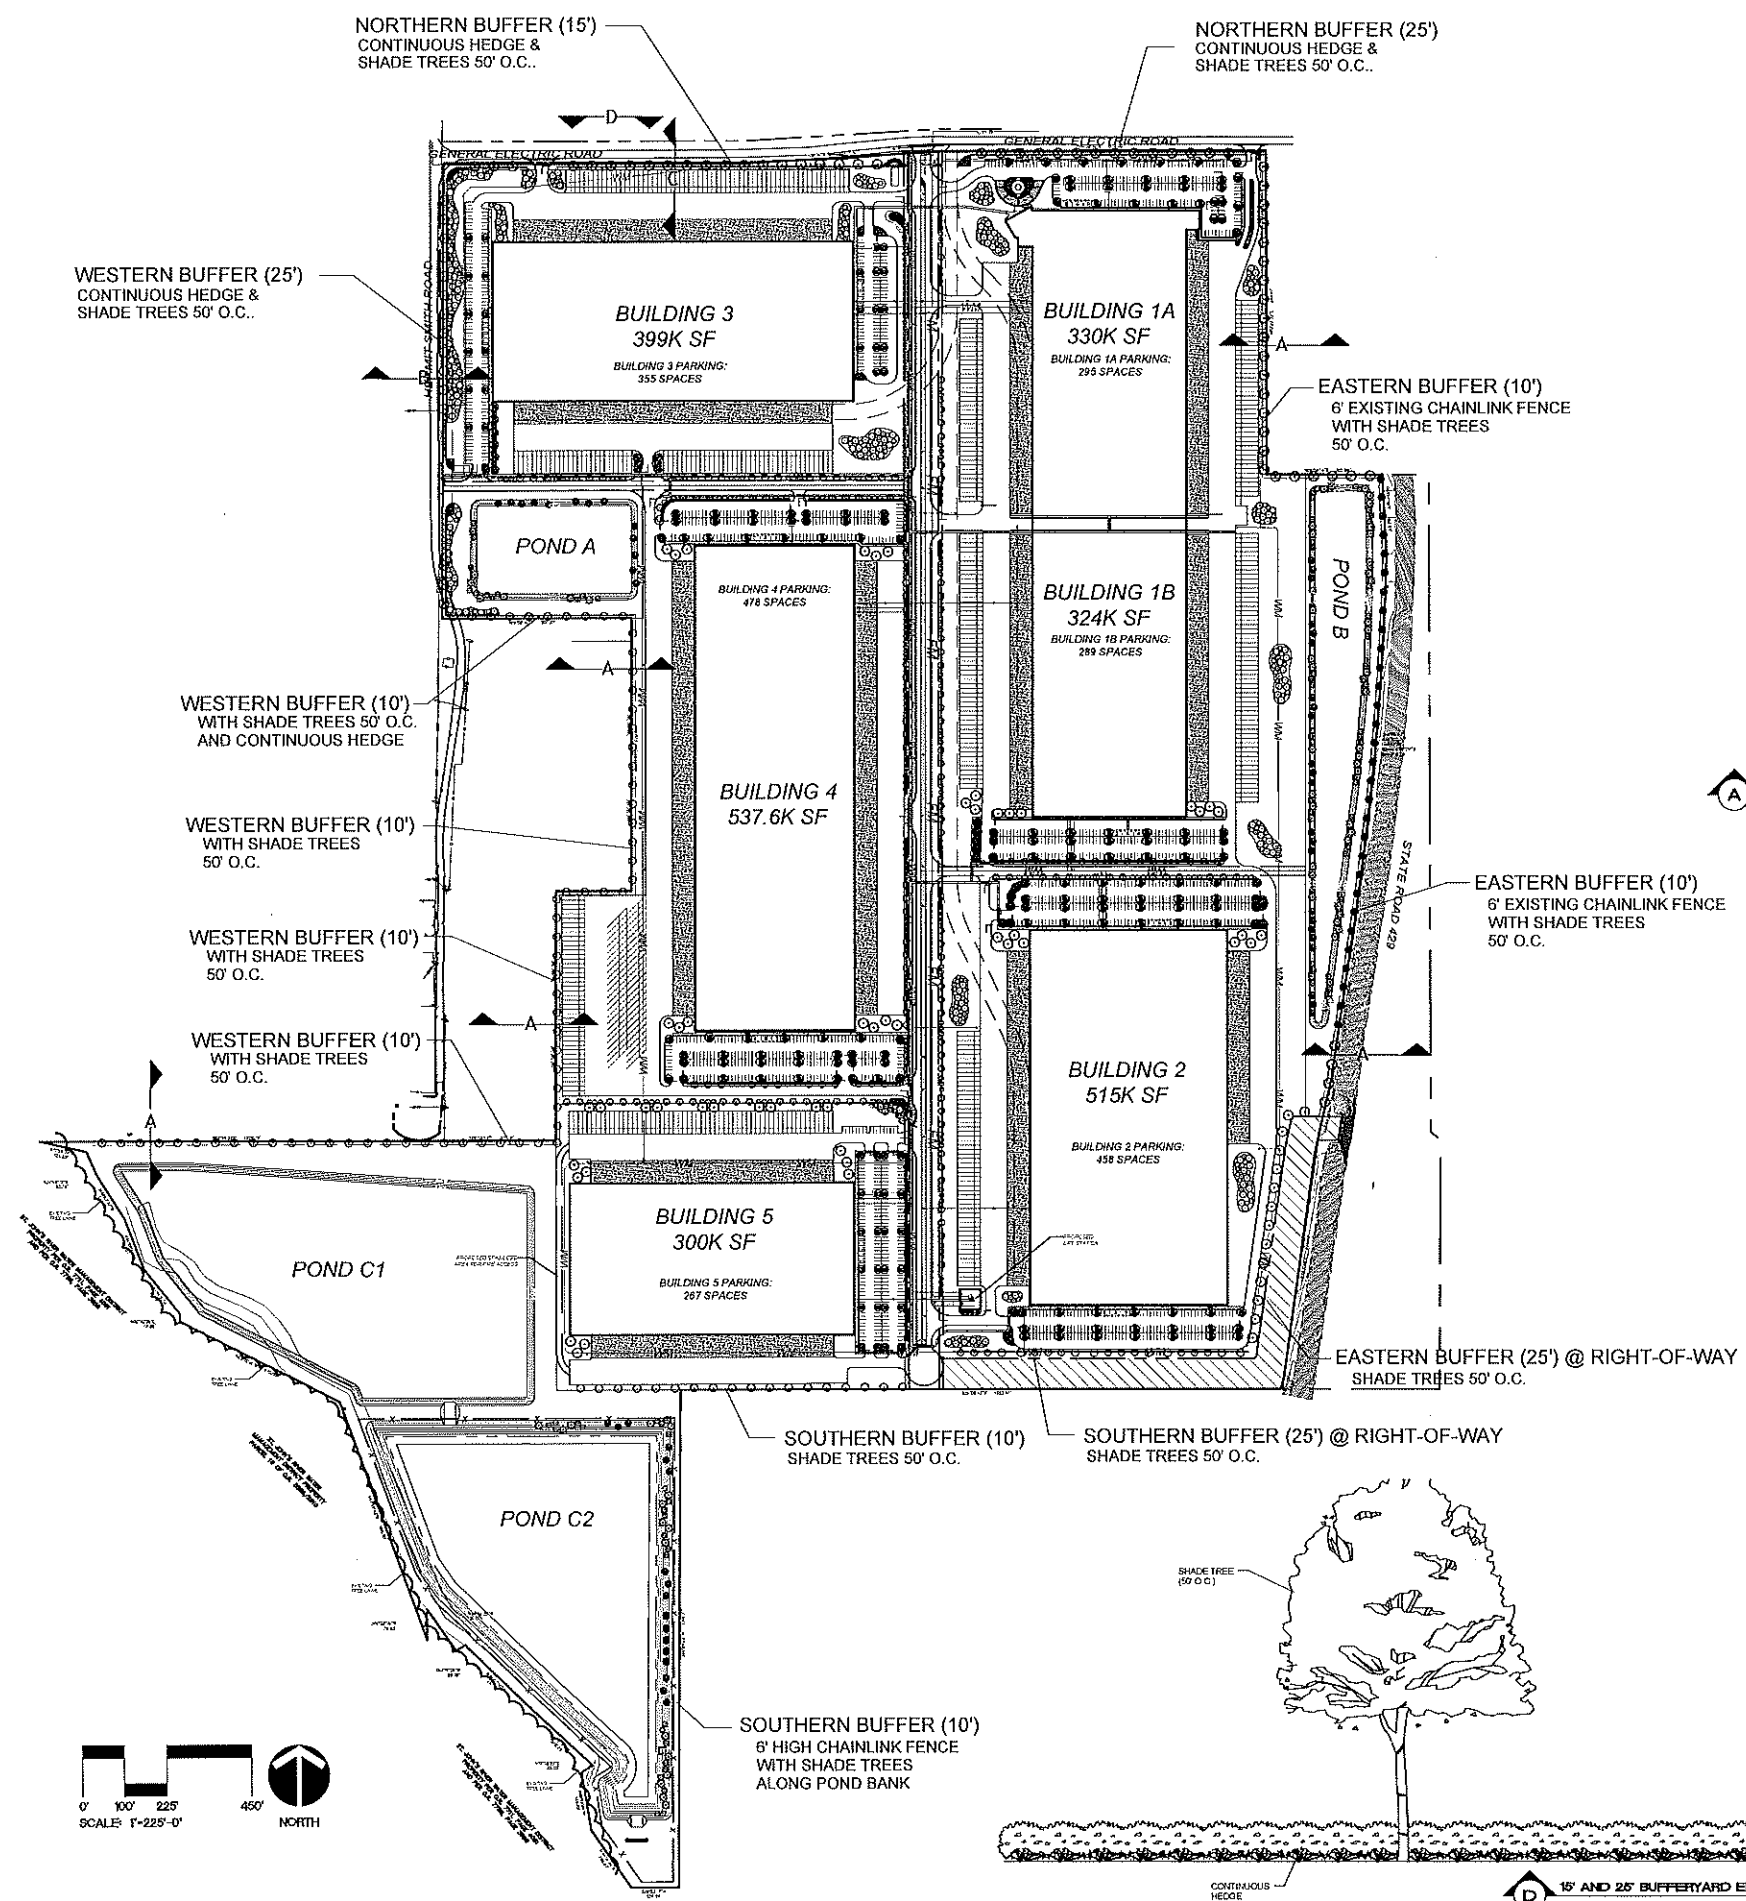 NORTHERN BUFFER (15')
CONTINUOUS HEDGE &
SHADE TREES 50' O.C..
NORTHERN BUFFER (25')
CONTINUOUS HEDGE &
SHADE TREES 50' O.C..
D
GENERAL ELECTRIC ROAD
GENERAL ELECTRIC ROAD
C
WESTERN BUFFER (25')
CONTINUOUS HEDGE &
SHADE TREES 50' O.C..
BUILDING 3
399K SF
BUILDING 3 PARKING:
355 SPACES
BUILDING 1A
330K SF
BUILDING 1A PARKING:
295 SPACES
A
B
EASTERN BUFFER (10')
6' EXISTING CHAINLINK FENCE
WITH SHADE TREES
50' O.C.
POND A
POND B
BUILDING 4 PARKING:
478 SPACES
BUILDING 1B
324K SF
BUILDING 1B PARKING:
289 SPACES
A
WESTERN BUFFER (10')
WITH SHADE TREES 50' O.C.
AND CONTINUOUS HEDGE
BUILDING 4
537.6K SF
A
WESTERN BUFFER (10')
WITH SHADE TREES
50' O.C.
STATE ROAD 429
EASTERN BUFFER (10')
6' EXISTING CHAINLINK FENCE
WITH SHADE TREES
50' O.C.
WESTERN BUFFER (10')
WITH SHADE TREES
50' O.C.
A
WESTERN BUFFER (10')
WITH SHADE TREES
50' O.C.
A
BUILDING 2
515K SF
BUILDING 2 PARKING:
458 SPACES
A
BUILDING 5
300K SF
BUILDING 5 PARKING:
267 SPACES
POND C1
EASTERN BUFFER (25') @ RIGHT-OF-WAY
SHADE TREES 50' O.C.
SOUTHERN BUFFER (10')
SHADE TREES 50' O.C.
SOUTHERN BUFFER (25') @ RIGHT-OF-WAY
SHADE TREES 50' O.C.
POND C2
SHADE TREE
(50' O.C.)
SOUTHERN BUFFER (10')
6' HIGH CHAINLINK FENCE
WITH SHADE TREES
ALONG POND BANK
0' 100' 225' 450'
SCALE: 1"=225'-0"
NORTH
CONTINUOUS
HEDGE
D
15' AND 25' BUFFERYARD